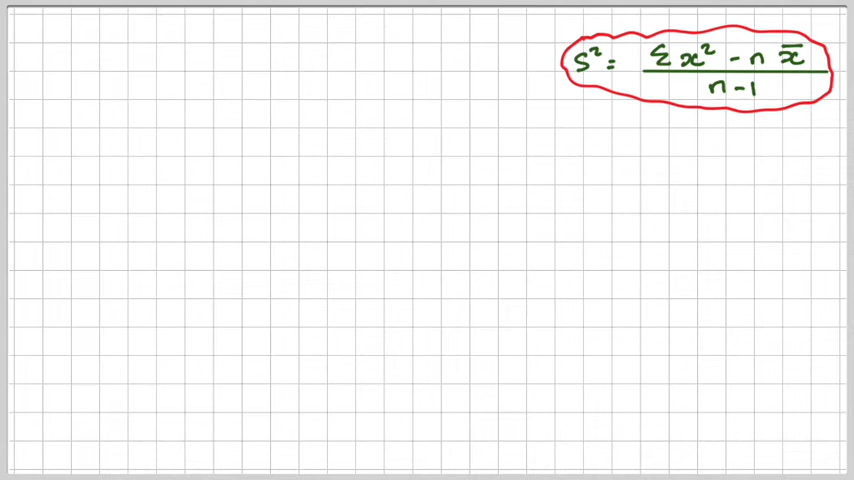 S² = Σx² - n x̄
n - 1